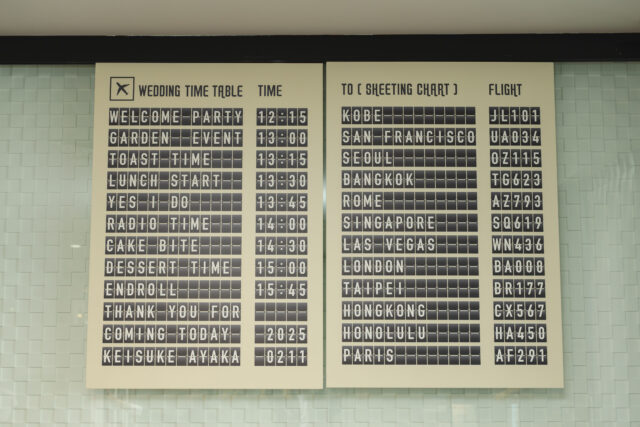 WEDDING TIME TABLE TIME
WELCOME PARTY 12:15
GARDEN EVENT 13:00
TOAST TIME 13:15
LUNCH START 13:30
YES I DO 13:45
RADIO TIME 14:00
CAKE BITE 14:30
DESSERT TIME 15:00
ENDROLL 15:45
THANK YOU FOR
COMING TODAY 2025
KEISUKE AYAKA 0211
TO ( SHEETING CHART ) FLIGHT
KOBE JL101
SAN FRANCISCO UA034
SEOUL OZ115
BANGKOK TG623
ROME AZ793
SINGAPORE SQ619
LAS VEGAS WN436
LONDON BA008
TAIPEI BR177
HONGKONG CX567
HONOLULU HA450
PARIS AF291